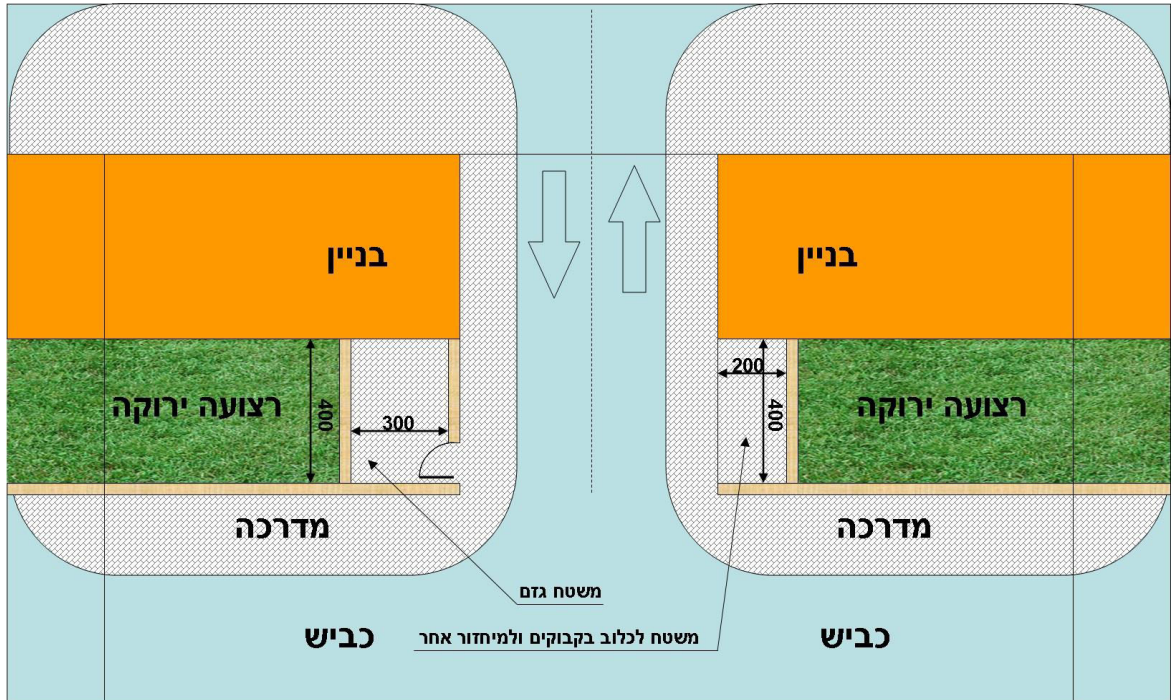 בניין
בניין
200
רצועה ירוקה
400
רצועה ירוקה
400
300
מדרכה
מדרכה
משטח גזם
כביש
משטח לכלוב בקבוקים ולמיחזור אחר
כביש